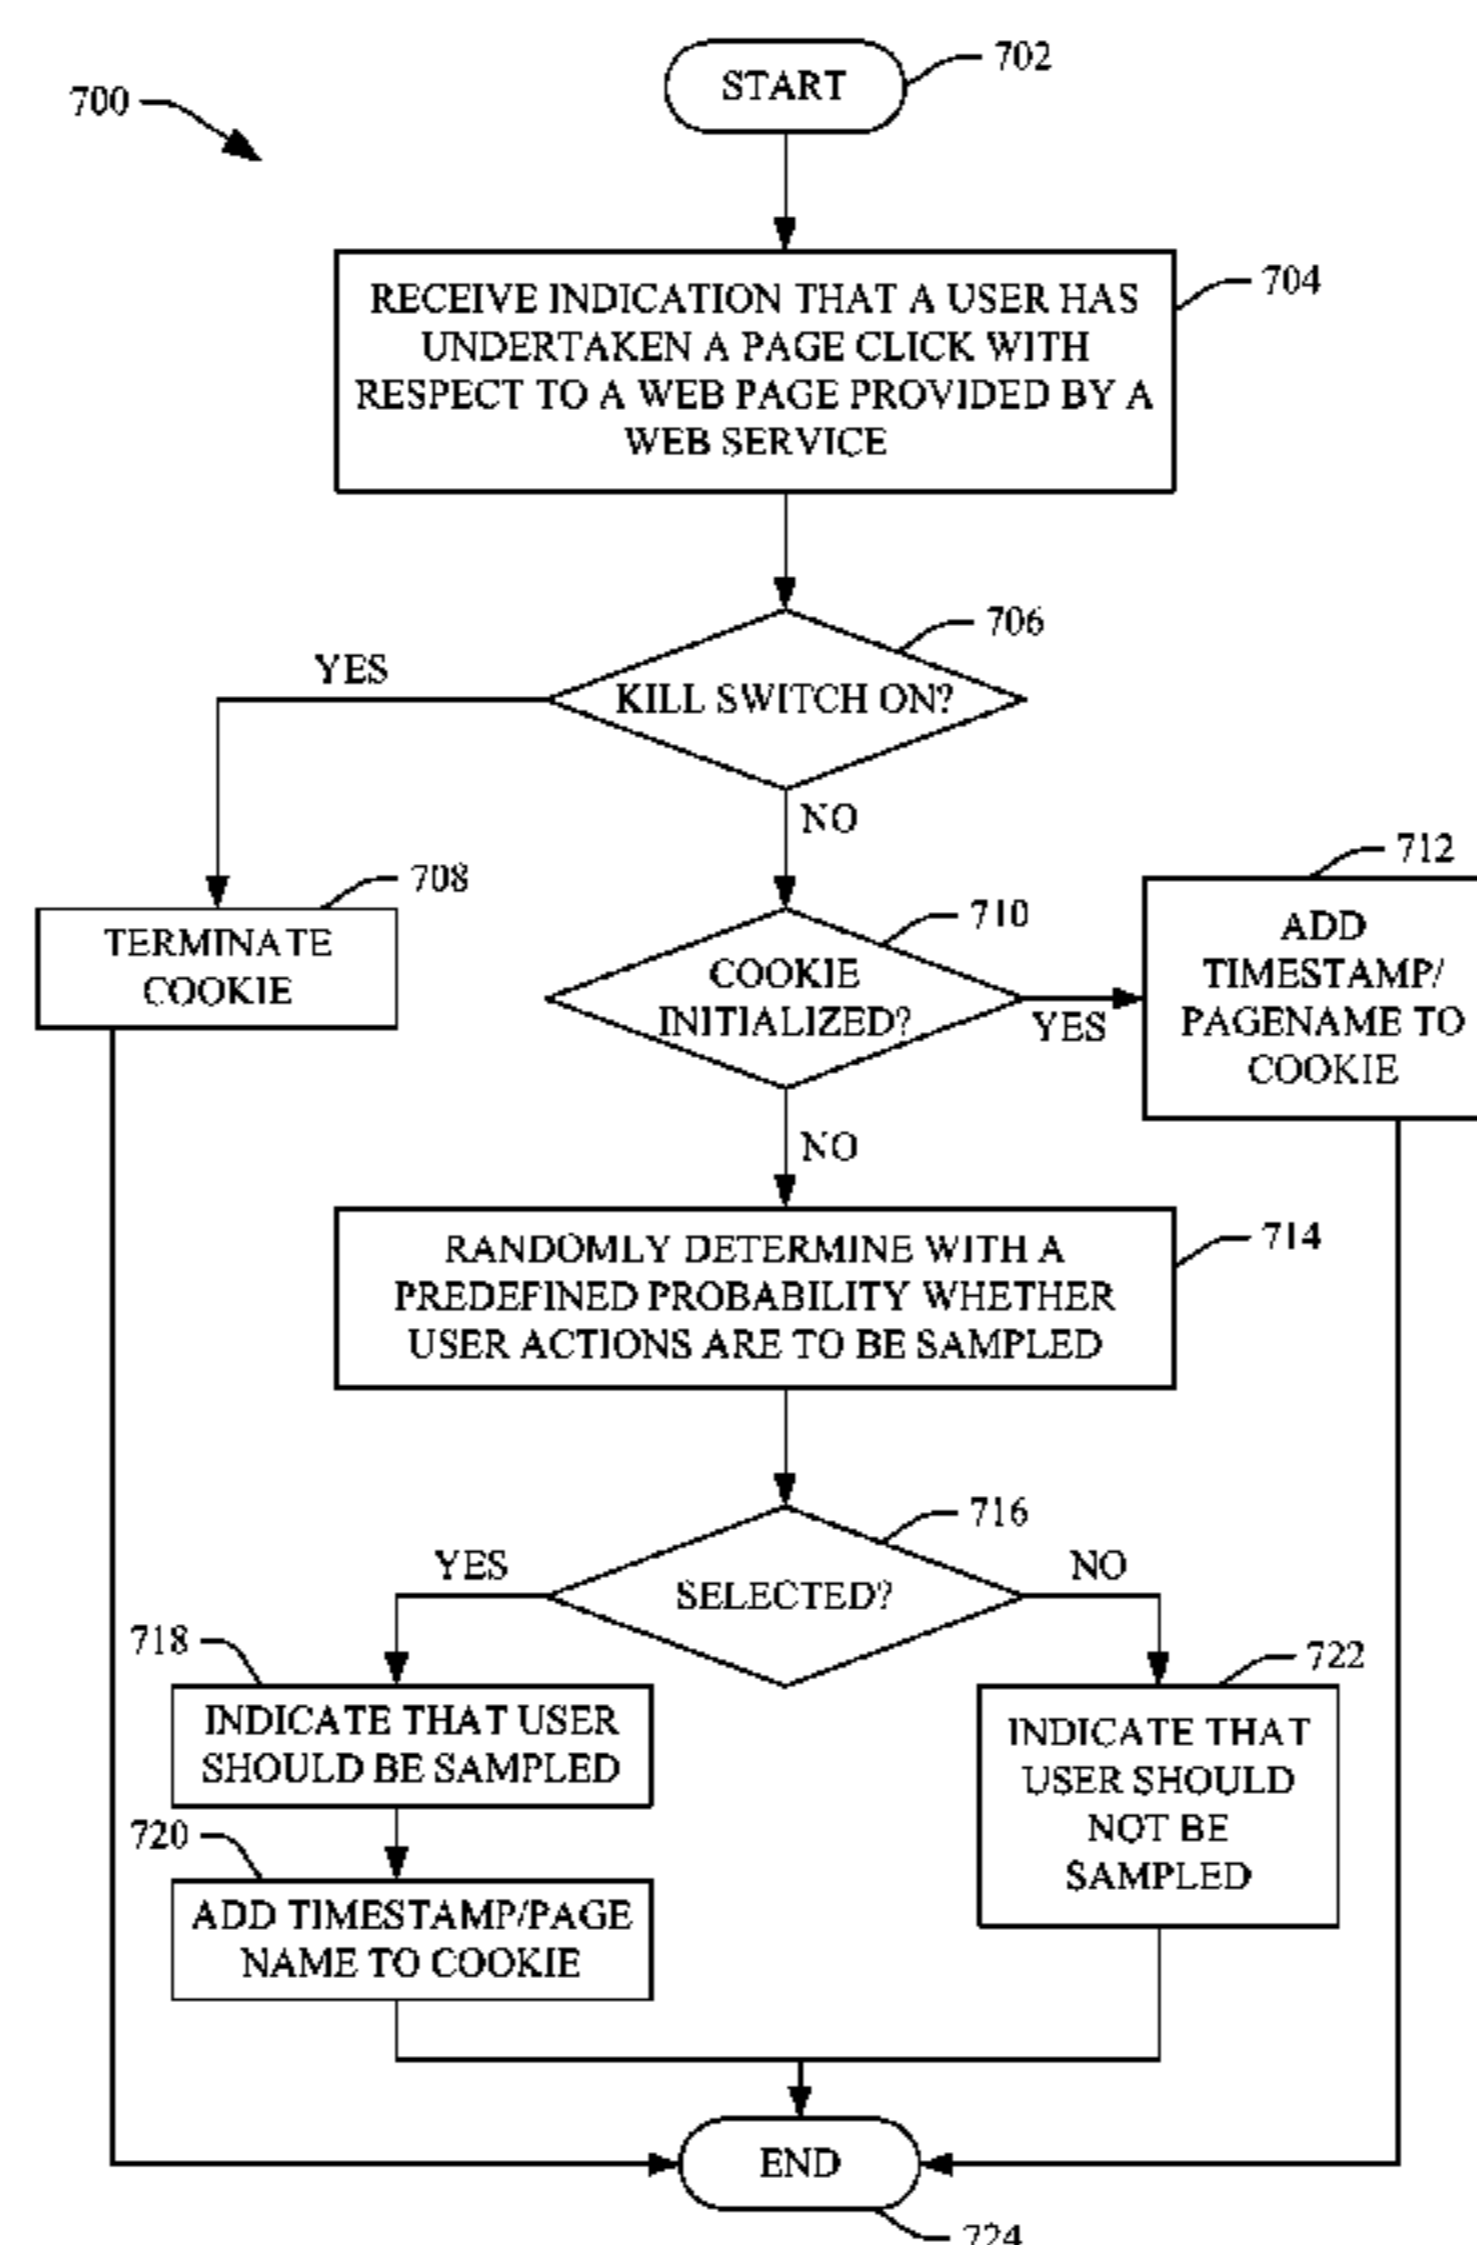 700
START
702
RECEIVE INDICATION THAT A USER HAS
UNDERTAKEN A PAGE CLICK WITH
RESPECT TO A WEB PAGE PROVIDED BY A
WEB SERVICE
704
706
KILL SWITCH ON?
YES
NO
708
TERMINATE
COOKIE
710
COOKIE
INITIALIZED?
YES
NO
712
ADD
TIMESTAMP/
PAGENAME TO
COOKIE
714
RANDOMLY DETERMINE WITH A
PREDEFINED PROBABILITY WHETHER
USER ACTIONS ARE TO BE SAMPLED
716
SELECTED?
YES
NO
718
INDICATE THAT USER
SHOULD BE SAMPLED
720
ADD TIMESTAMP/PAGE
NAME TO COOKIE
722
INDICATE THAT
USER SHOULD
NOT BE
SAMPLED
END
724